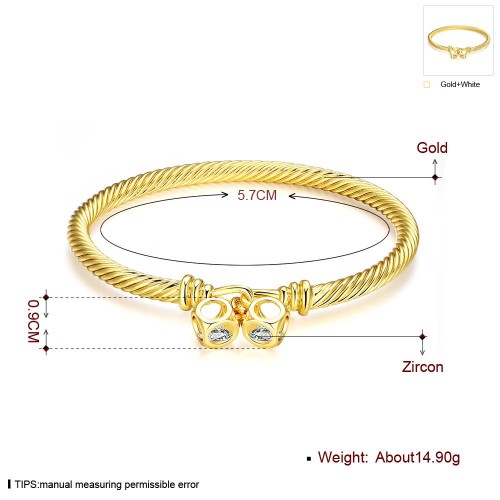 Gold+White
Gold
5.7CM
0.9CM
Zircon
Weight: About14.90g
TIPS:manual measuring permissible error